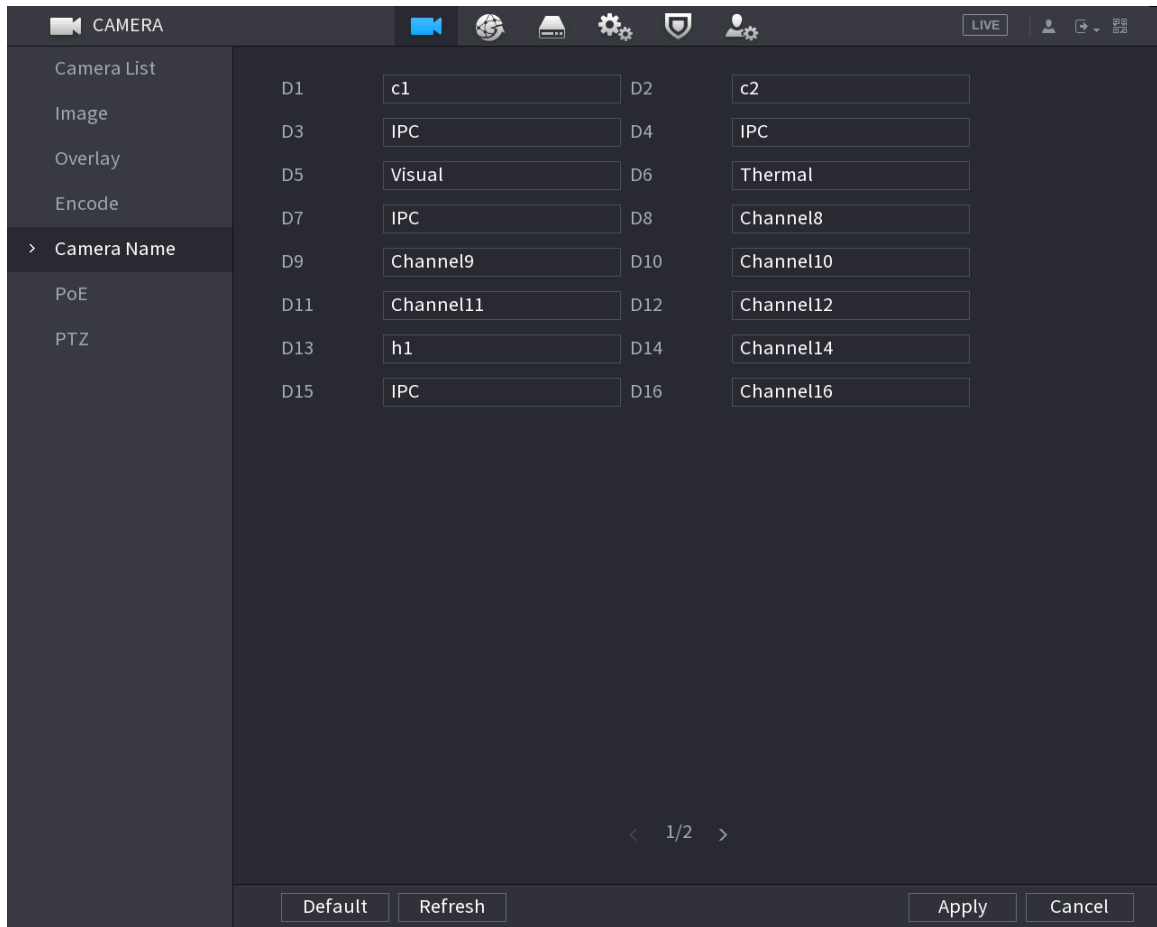 CAMERA
LIVE
Camera List
Image
Overlay
Encode
> Camera Name
PoE
PTZ
D1 c1 D2 c2
D3 IPC D4 IPC
D5 Visual D6 Thermal
D7 IPC D8 Channel8
D9 Channel9 D10 Channel10
D11 Channel11 D12 Channel12
D13 h1 D14 Channel14
D15 IPC D16 Channel16
< 1/2 >
Default Refresh Apply Cancel